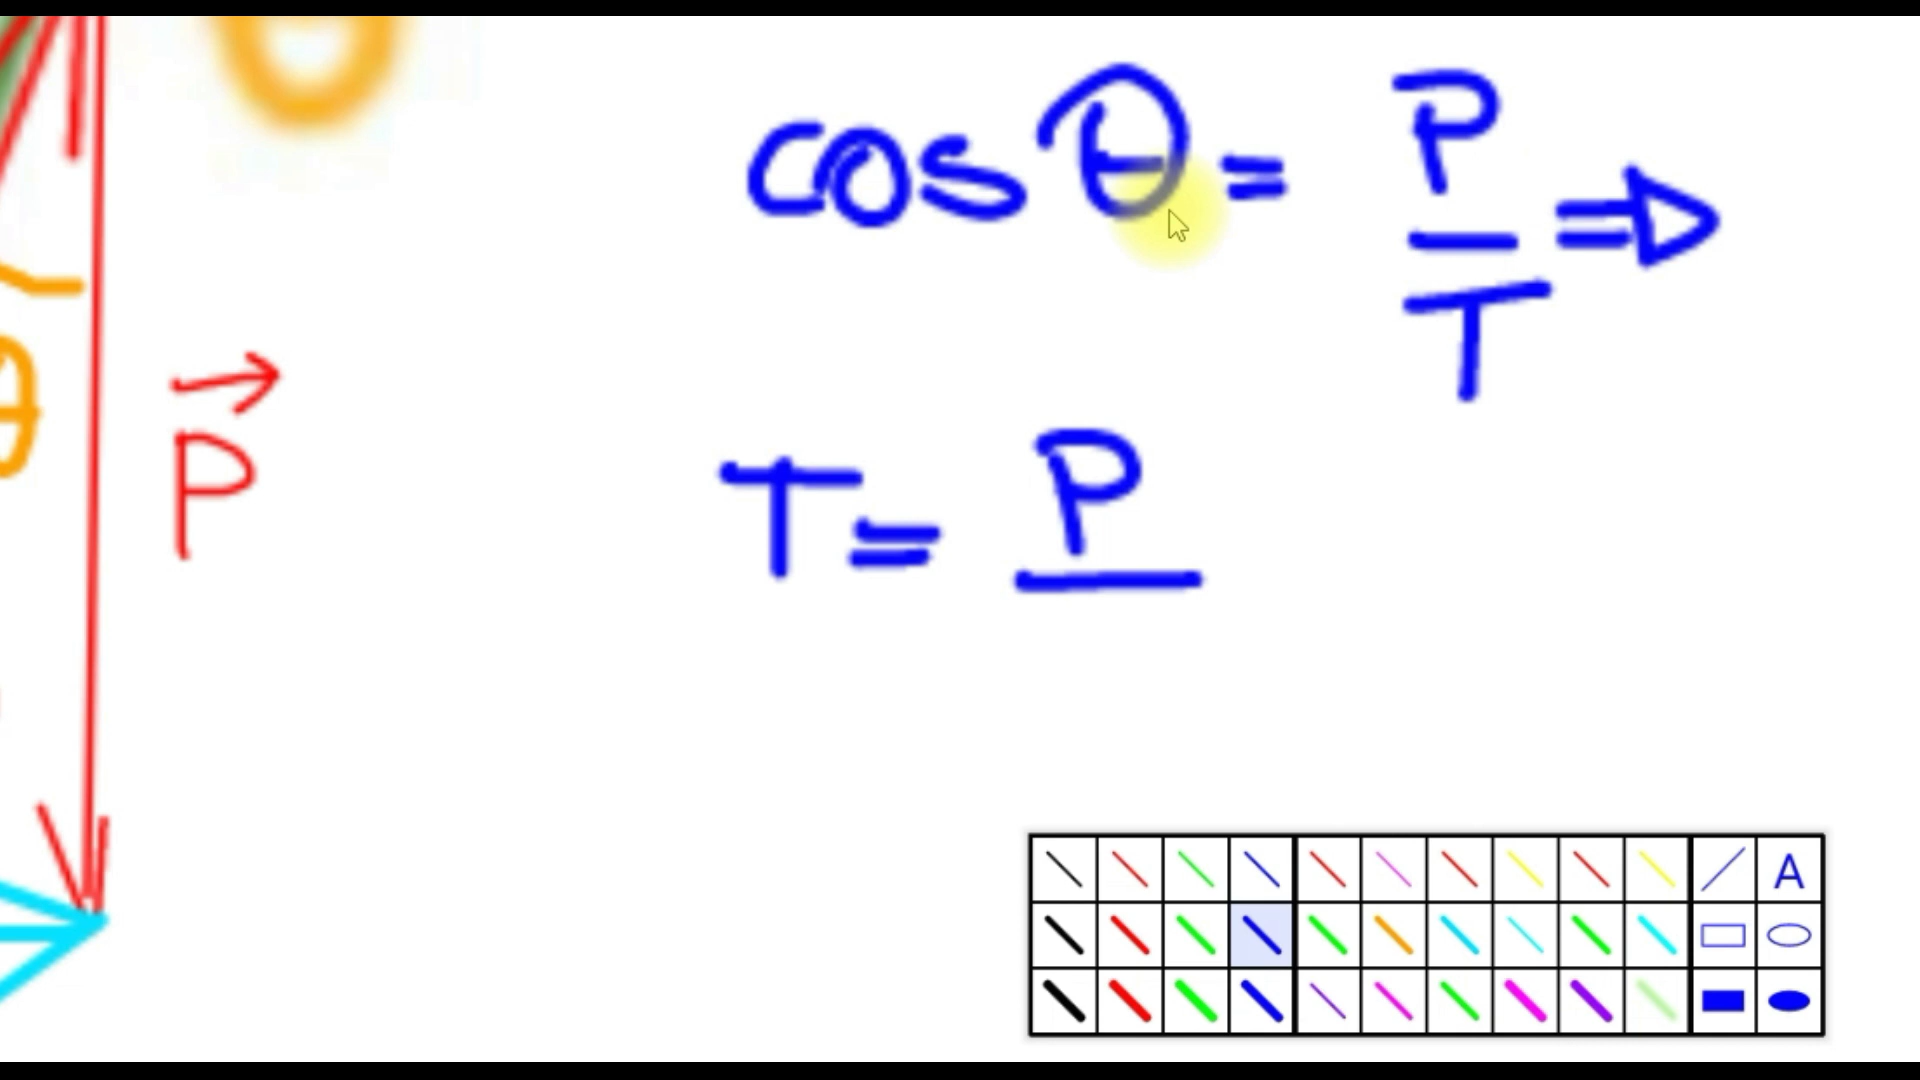 θ
cos θ = P/T ⇒
θ
P
T = P
A